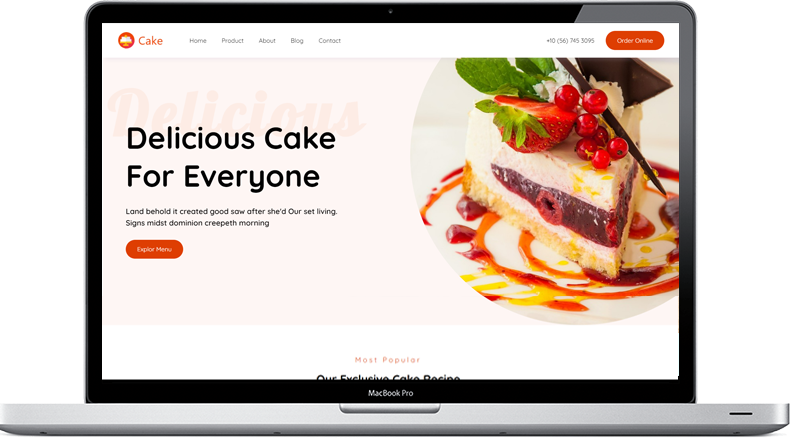 Cake
Home Product About Blog Contact
+10 (56) 745 3095
Order Online
Delicious
Delicious Cake
For Everyone
Land behold it created good saw after she'd Our set living.
Signs midst dominion creepeth morning
Explor Menu
Most Popular
Our Exclusive Cake Recipe
MacBook Pro